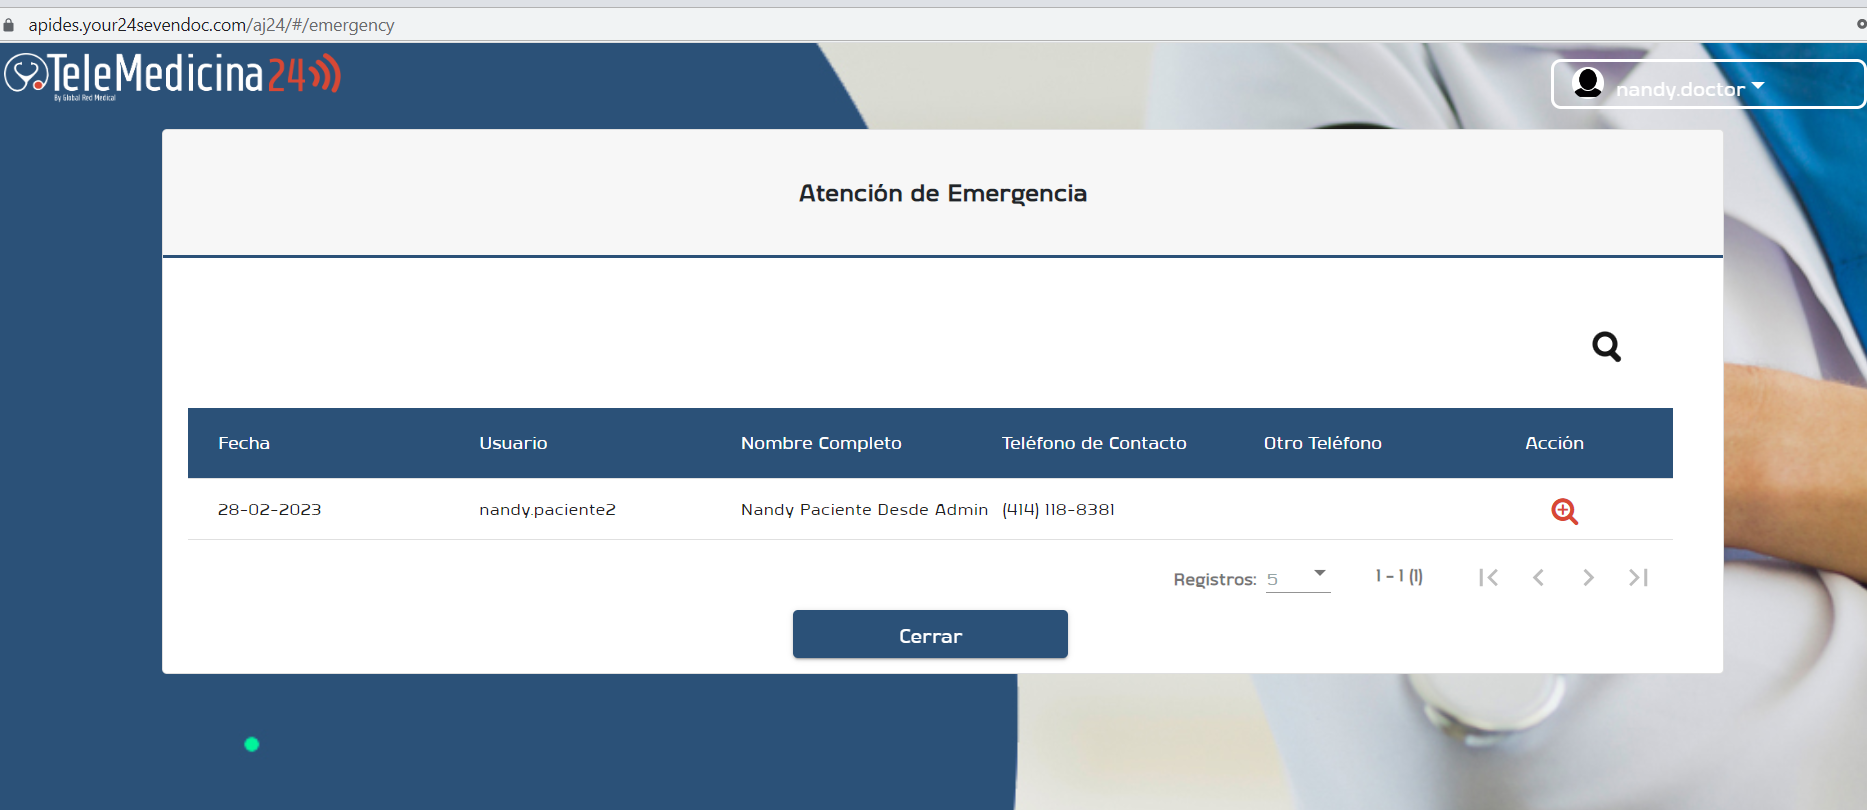 apides.your24sevendoc.com/aj24/#/emergency
TeleMedicina24
By Global Red Medical
nandy.doctor
Atención de Emergencia
Fecha Usuario Nombre Completo Teléfono de Contacto Otro Teléfono Acción
28-02-2023 nandy.paciente2 Nandy Paciente Desde Admin (414) 118-8381
Registros: 5 1 - 1 (1)
Cerrar